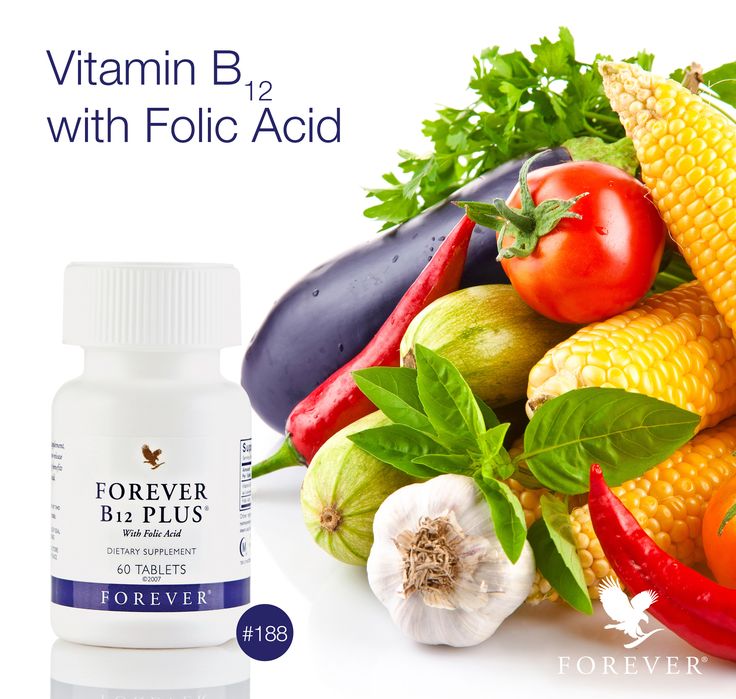 Vitamin B12
with Folic Acid
FOREVER
B12 PLUS®
With Folic Acid
DIETARY SUPPLEMENT
60 TABLETS
©2007
FOREVER®
#188
FOREVER®